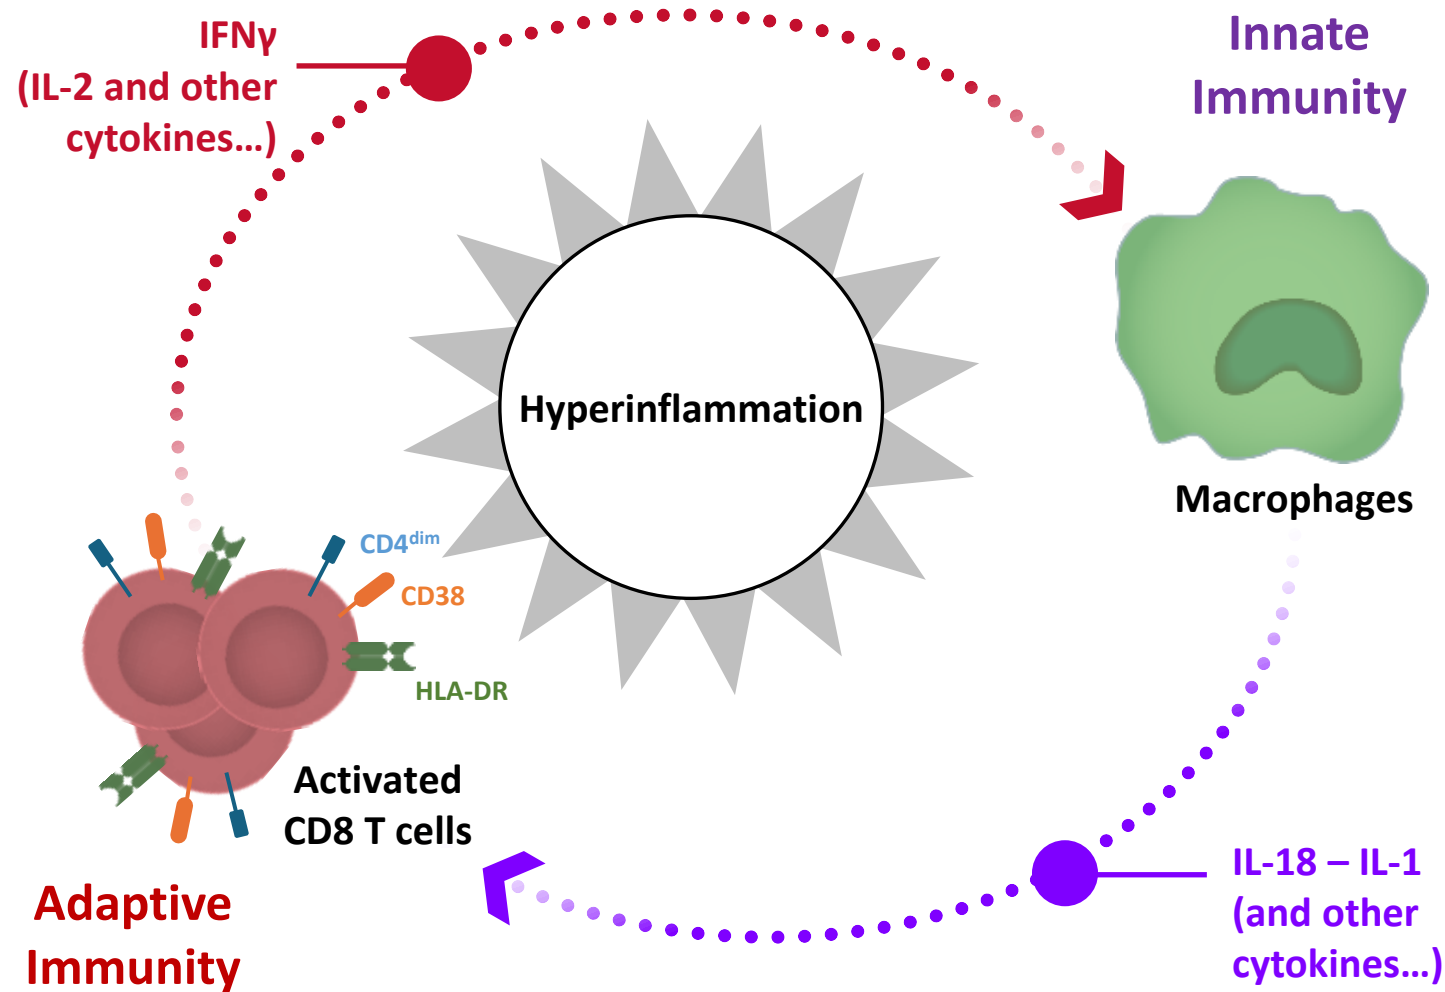 IFNγ
(IL-2 and other
cytokines...)
Innate
Immunity
Hyperinflammation
Macrophages
CD4dim
CD38
HLA-DR
Activated
CD8 T cells
Adaptive
Immunity
IL-18 – IL-1
(and other
cytokines...)